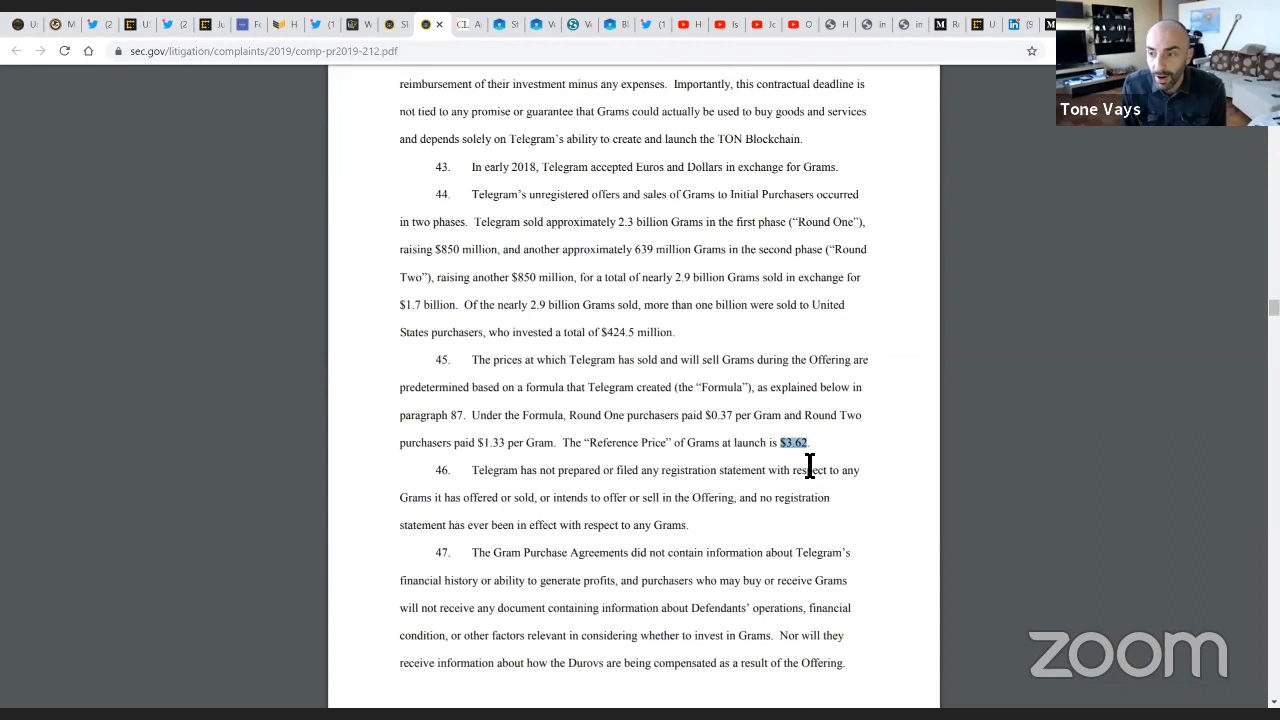 sec.gov/litigation/complaints/2019/comp-pr2019-212.pdf
Tone Vays
reimbursement of their investment minus any expenses. Importantly, this contractual deadline is
not tied to any promise or guarantee that Grams could actually be used to buy goods and services
and depends solely on Telegram’s ability to create and launch the TON Blockchain.
43. In early 2018, Telegram accepted Euros and Dollars in exchange for Grams.
44. Telegram’s unregistered offers and sales of Grams to Initial Purchasers occurred
in two phases. Telegram sold approximately 2.3 billion Grams in the first phase (“Round One”),
raising $850 million, and another approximately 639 million Grams in the second phase (“Round
Two”), raising another $850 million, for a total of nearly 2.9 billion Grams sold in exchange for
$1.7 billion. Of the nearly 2.9 billion Grams sold, more than one billion were sold to United
States purchasers, who invested a total of $424.5 million.
45. The prices at which Telegram has sold and will sell Grams during the Offering are
predetermined based on a formula that Telegram created (the “Formula”), as explained below in
paragraph 87. Under the Formula, Round One purchasers paid $0.37 per Gram and Round Two
purchasers paid $1.33 per Gram. The “Reference Price” of Grams at launch is $3.62.
46. Telegram has not prepared or filed any registration statement with respect to any
Grams it has offered or sold, or intends to offer or sell in the Offering, and no registration
statement has ever been in effect with respect to any Grams.
47. The Gram Purchase Agreements did not contain information about Telegram’s
financial history or ability to generate profits, and purchasers who may buy or receive Grams
will not receive any document containing information about Defendants’ operations, financial
condition, or other factors relevant in considering whether to invest in Grams. Nor will they
receive information about how the Durovs are being compensated as a result of the Offering.
zoom